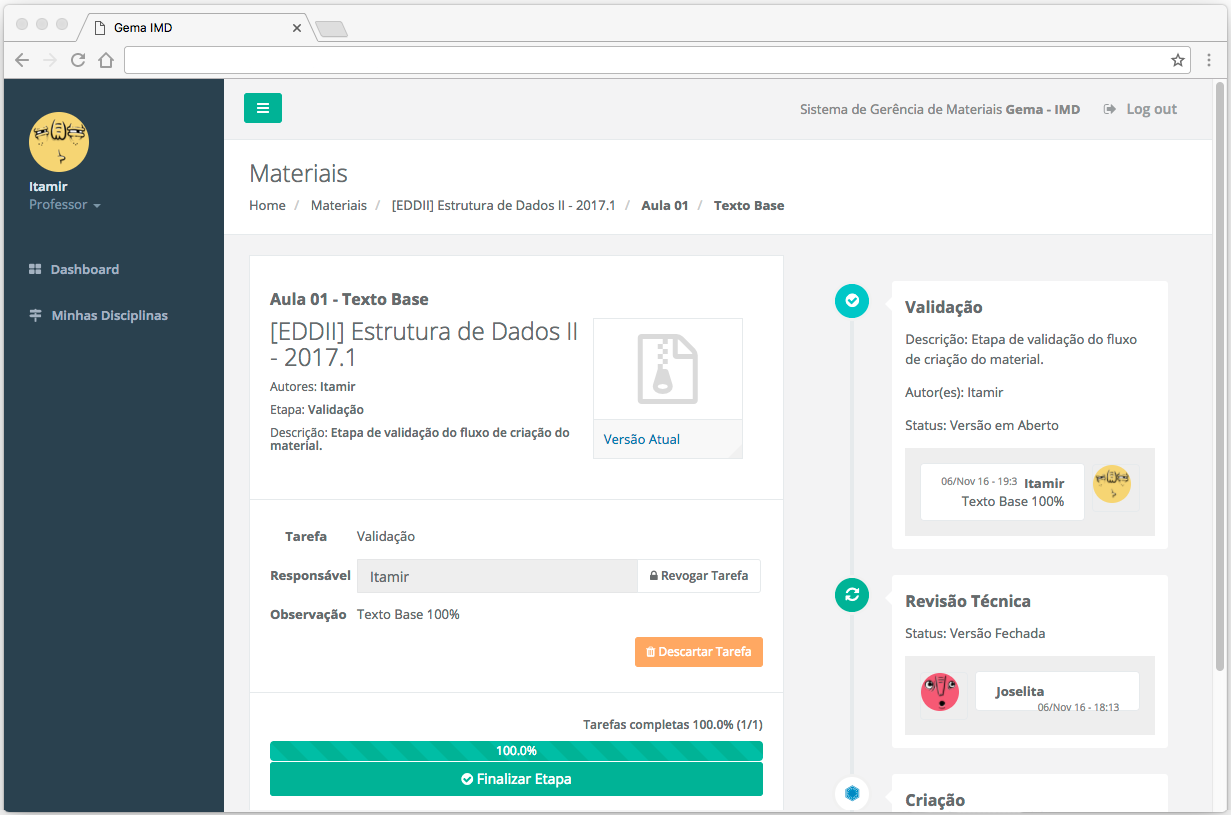 Gema IMD
Sistema de Gerência de Materiais Gema - IMD Log out
Itamir
Professor
Dashboard
Minhas Disciplinas
Materiais
Home / Materiais / [EDDII] Estrutura de Dados II - 2017.1 / Aula 01 / Texto Base
Aula 01 - Texto Base
[EDDII] Estrutura de Dados II
- 2017.1
Autores: Itamir
Etapa: Validação
Descrição: Etapa de validação do fluxo de criação do
material.
Versão Atual
Tarefa Validação
Responsável Itamir Revogar Tarefa
Observação Texto Base 100%
Descartar Tarefa
Tarefas completas 100.0% (1/1)
100.0%
Finalizar Etapa
Validação
Descrição: Etapa de validação do fluxo
de criação do material.
Autor(es): Itamir
Status: Versão em Aberto
06/Nov 16 - 19:3 Itamir
Texto Base 100%
Revisão Técnica
Status: Versão Fechada
Joselita
06/Nov 16 - 18:13
Criação